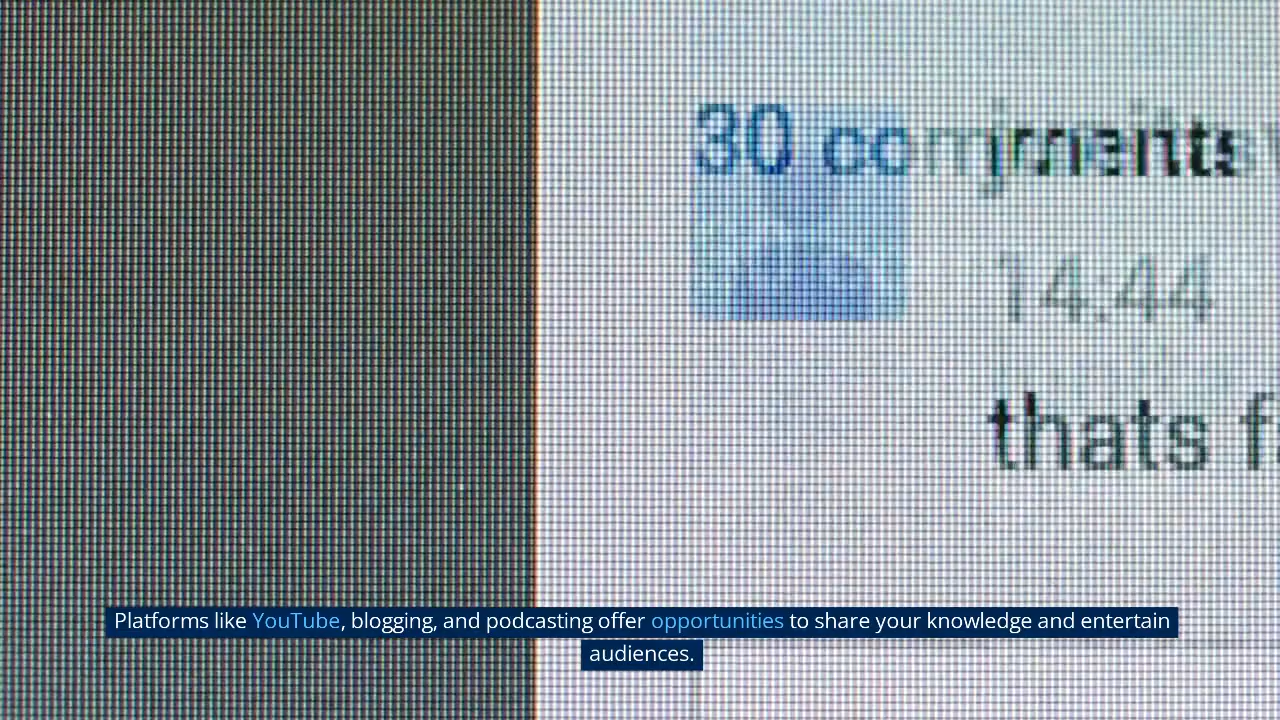 30 comments
14:44
thats
Platforms like YouTube, blogging, and podcasting offer opportunities to share your knowledge and entertain
audiences.